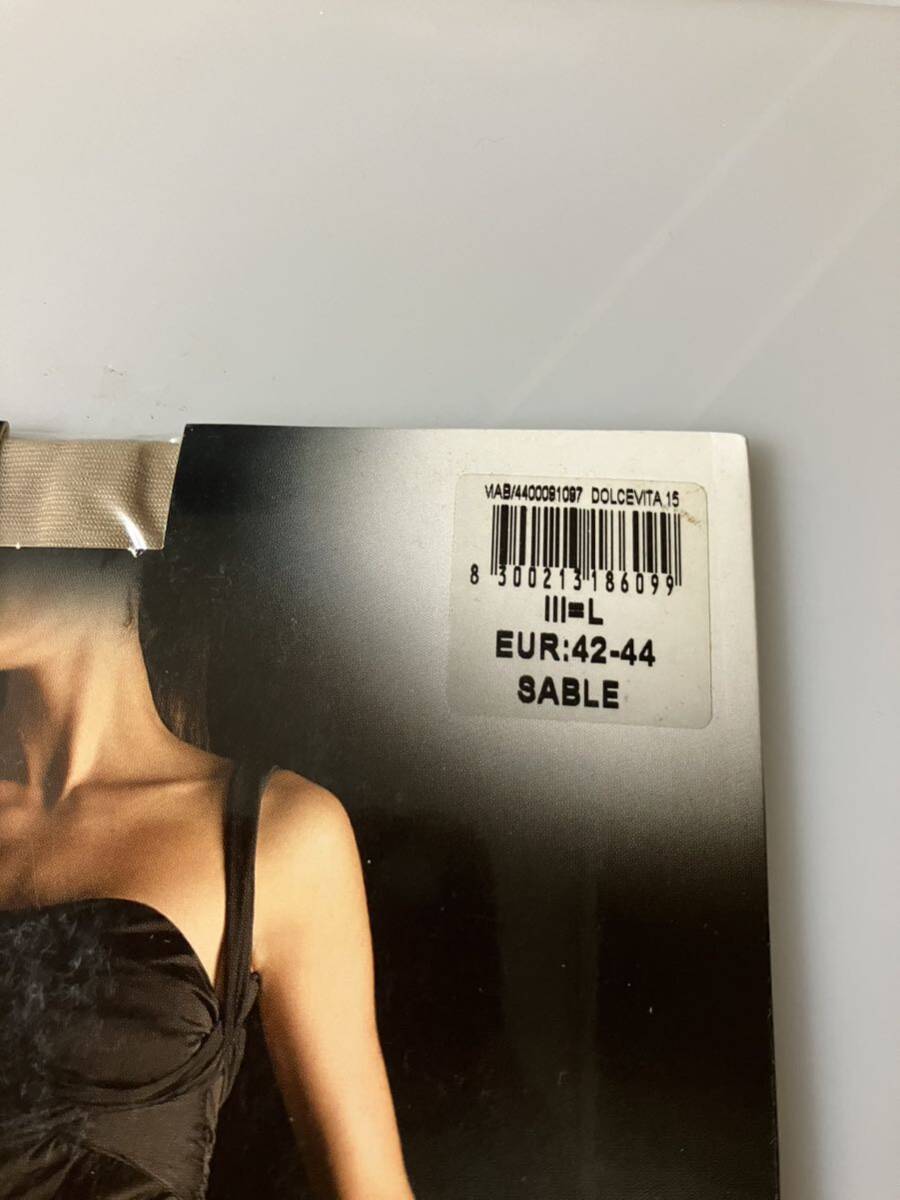 MAB/4400091097 DOLCEVITA 15
8 300213 186099
III=L
EUR:42-44
SABLE